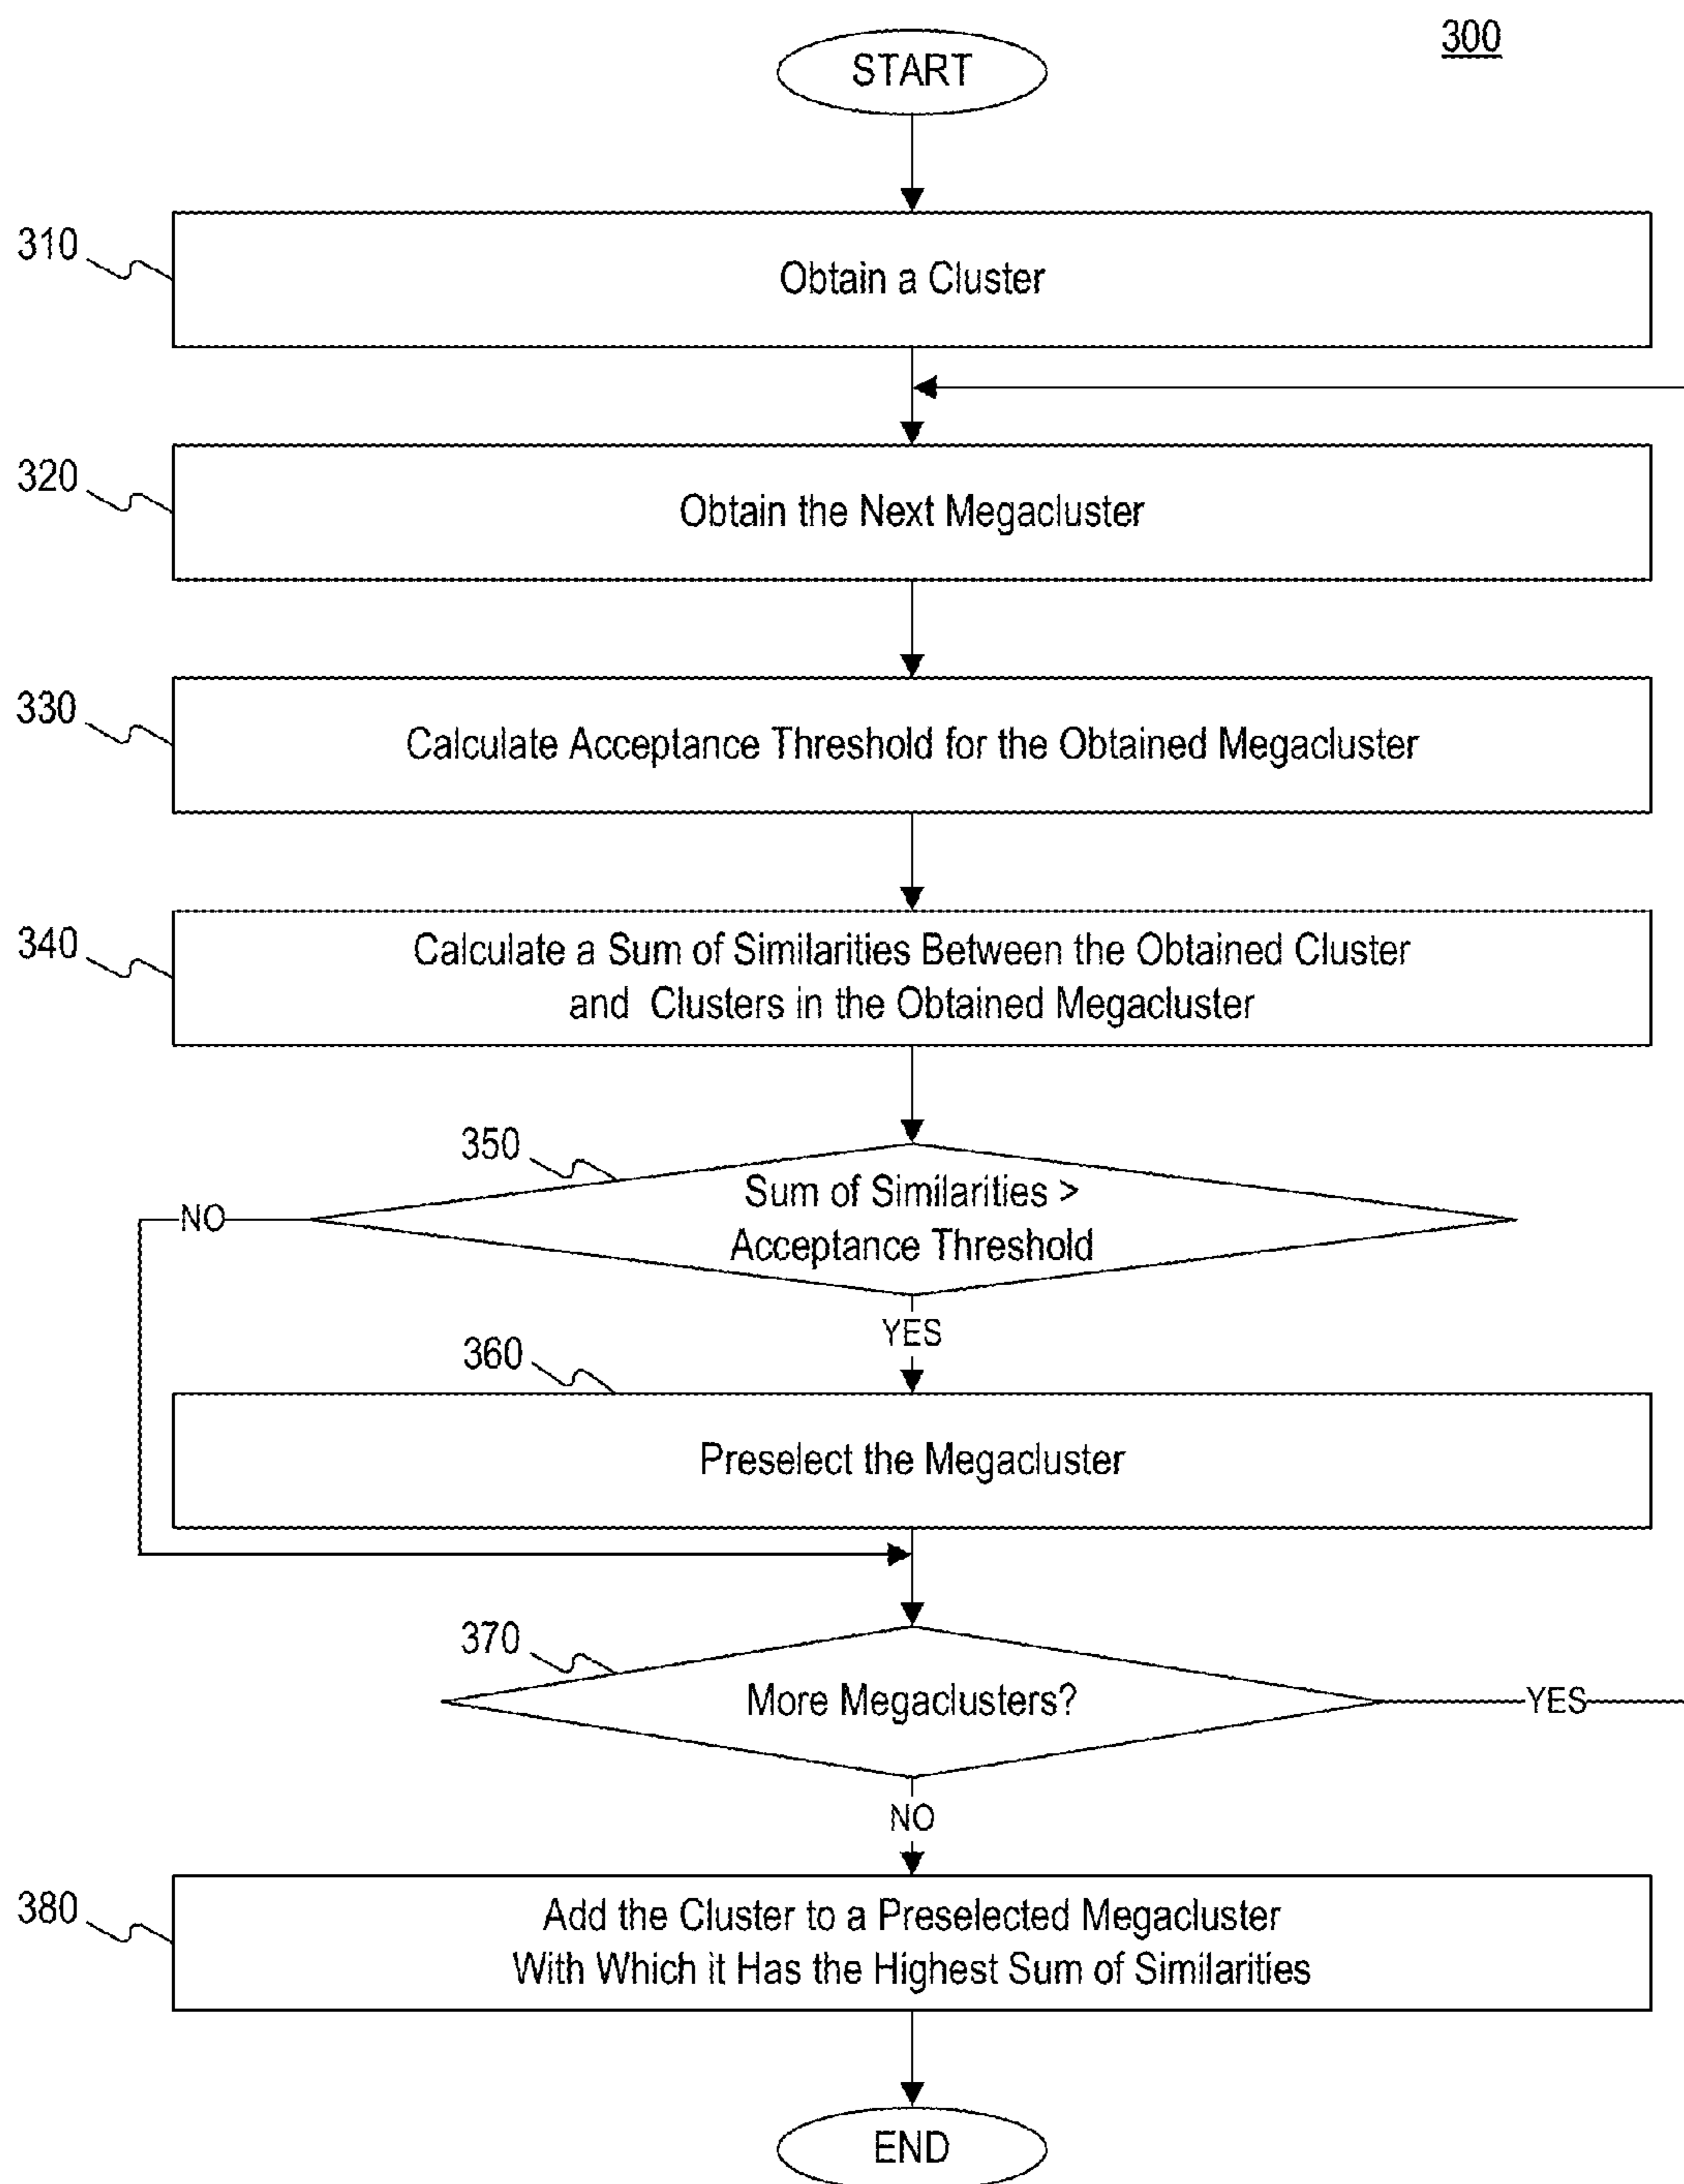 300
START
310
Obtain a Cluster
320
Obtain the Next Megacluster
330
Calculate Acceptance Threshold for the Obtained Megacluster
340
Calculate a Sum of Similarities Between the Obtained Cluster
and Clusters in the Obtained Megacluster
350
Sum of Similarities >
Acceptance Threshold
NO
YES
360
Preselect the Megacluster
370
More Megaclusters?
YES
NO
380
Add the Cluster to a Preselected Megacluster
With Which it Has the Highest Sum of Similarities
END